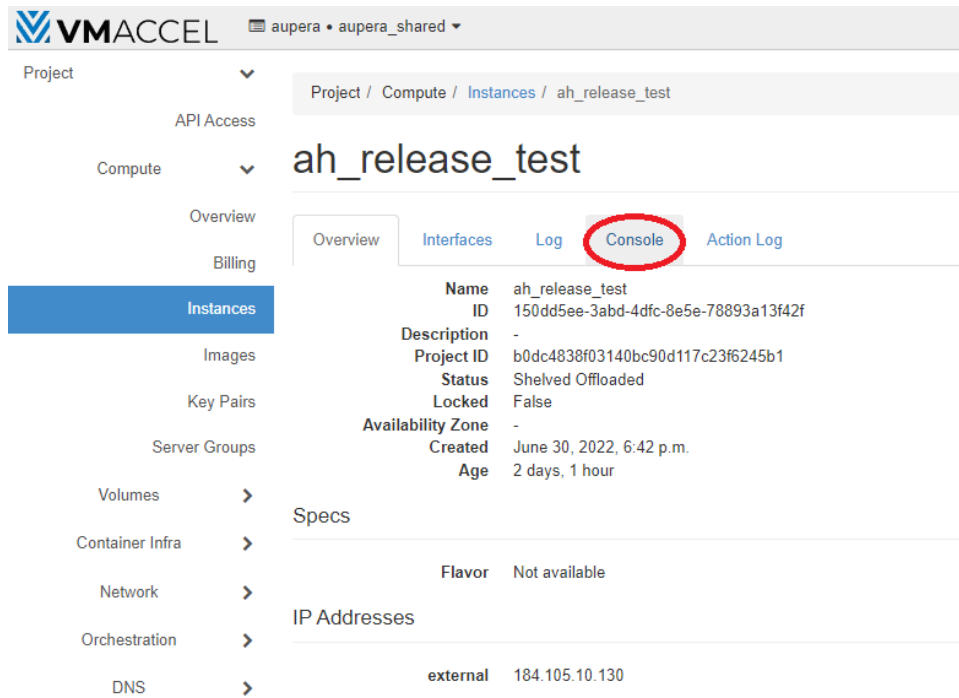 VMACCEL
aupera • aupera_shared
Project
API Access
Compute
Overview
Billing
Instances
Images
Key Pairs
Server Groups
Volumes
Container Infra
Network
Orchestration
DNS
Project / Compute / Instances / ah_release_test
ah_release_test
Overview Interfaces Log Console Action Log
Name ah_release_test
ID 150dd5ee-3abd-4dfc-8e5e-78893a13f42f
Description -
Project ID b0dc4838f03140bc90d117c23f6245b1
Status Shelved Offloaded
Locked False
Availability Zone -
Created June 30, 2022, 6:42 p.m.
Age 2 days, 1 hour
Specs
Flavor Not available
IP Addresses
external 184.105.10.130